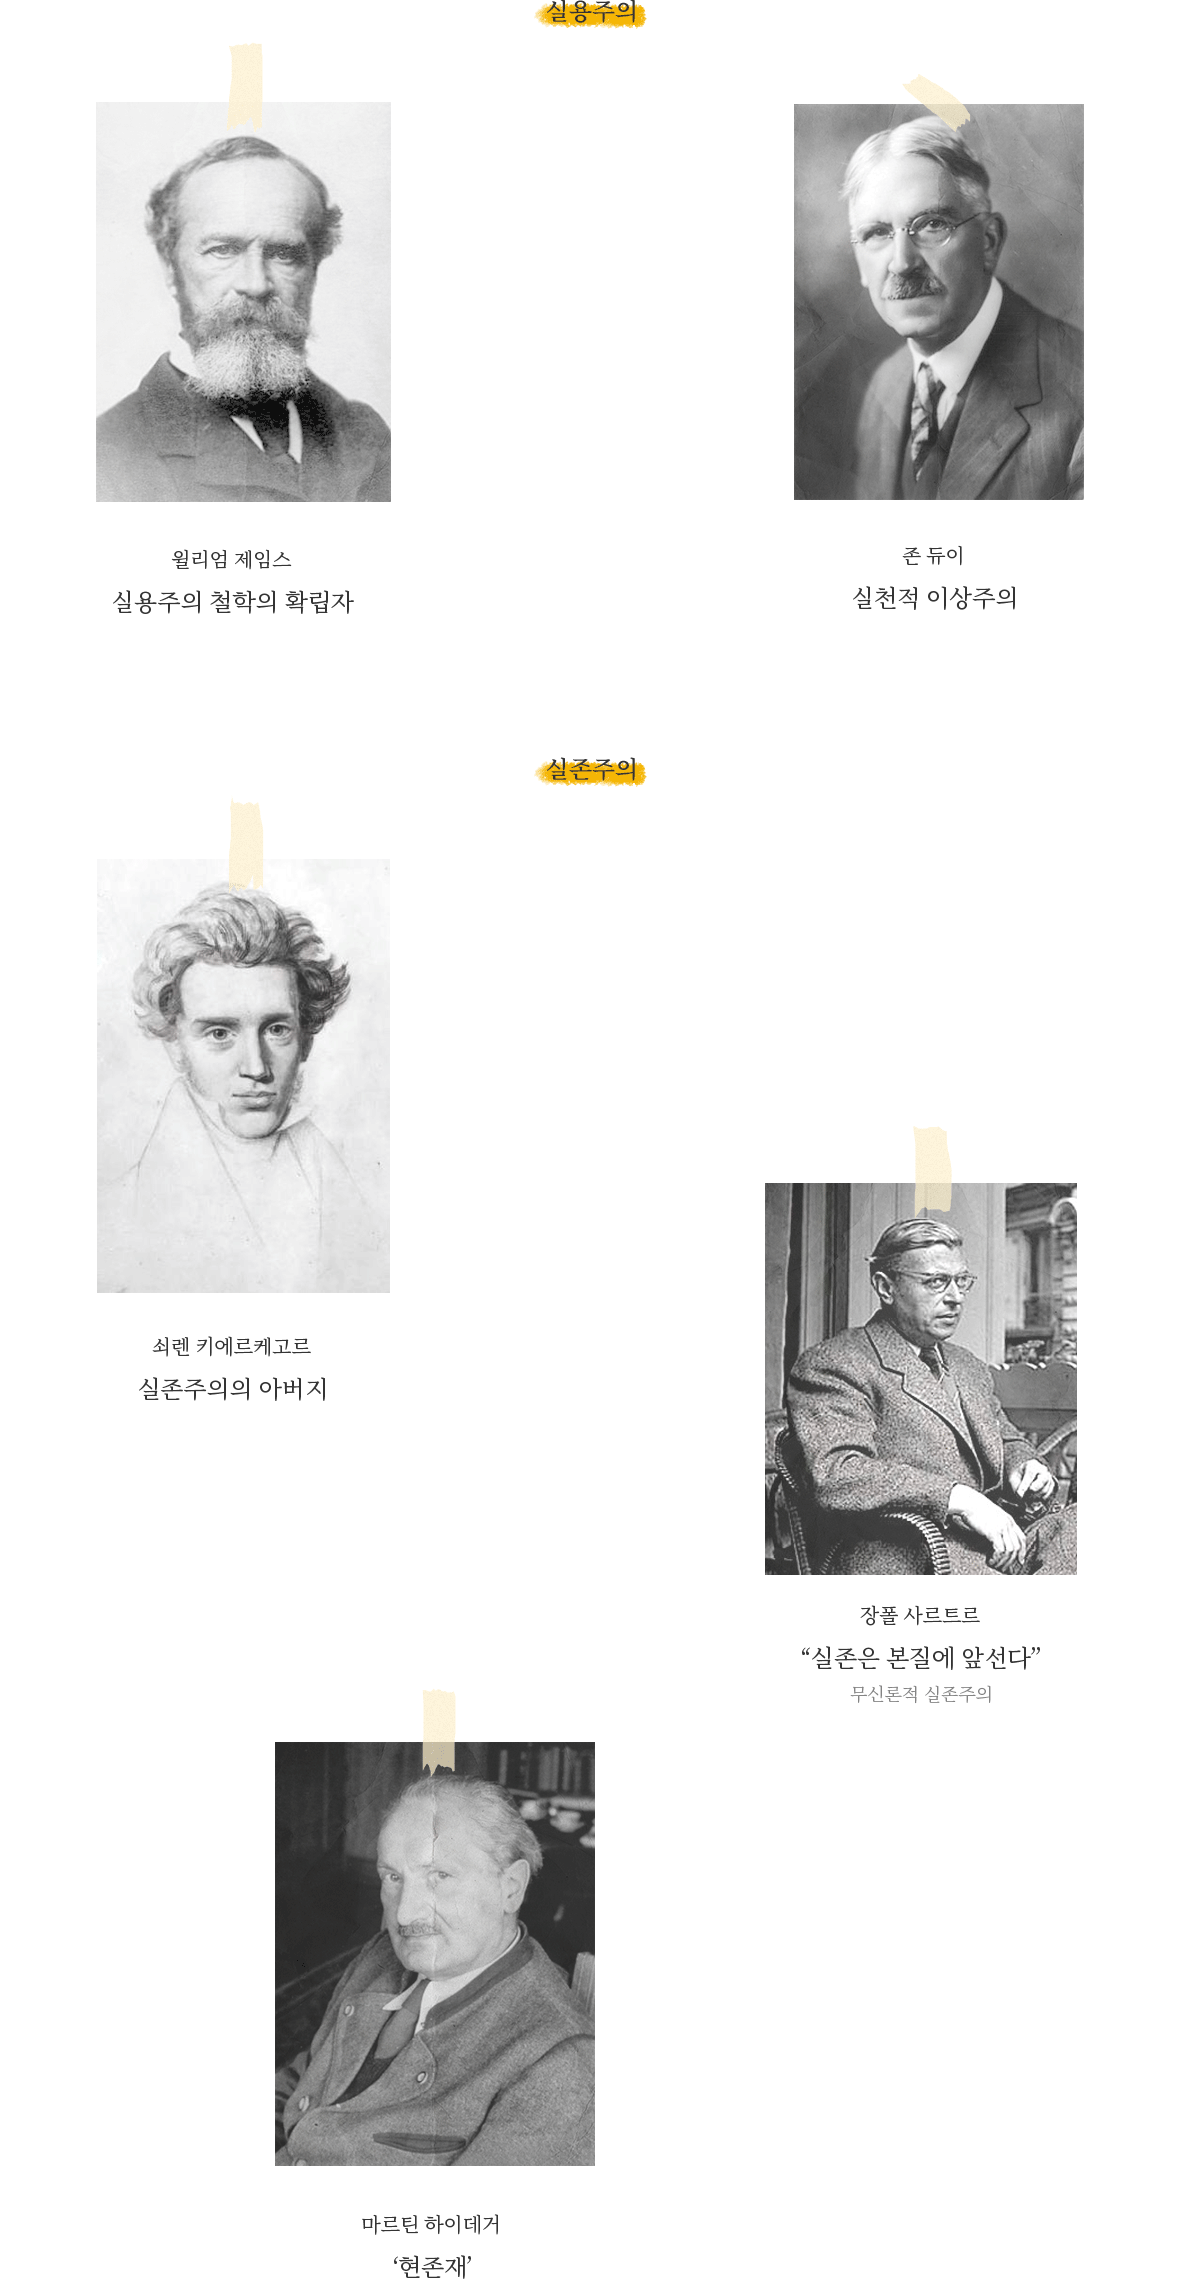 실용주의
윌리엄 제임스
실용주의 철학의 확립자
존 듀이
실천적 이상주의
실존주의
쇠렌 키에르케고르
실존주의의 아버지
장폴 사르트르
“실존은 본질에 앞선다”
무신론적 실존주의
마르틴 하이데거
‘현존재’